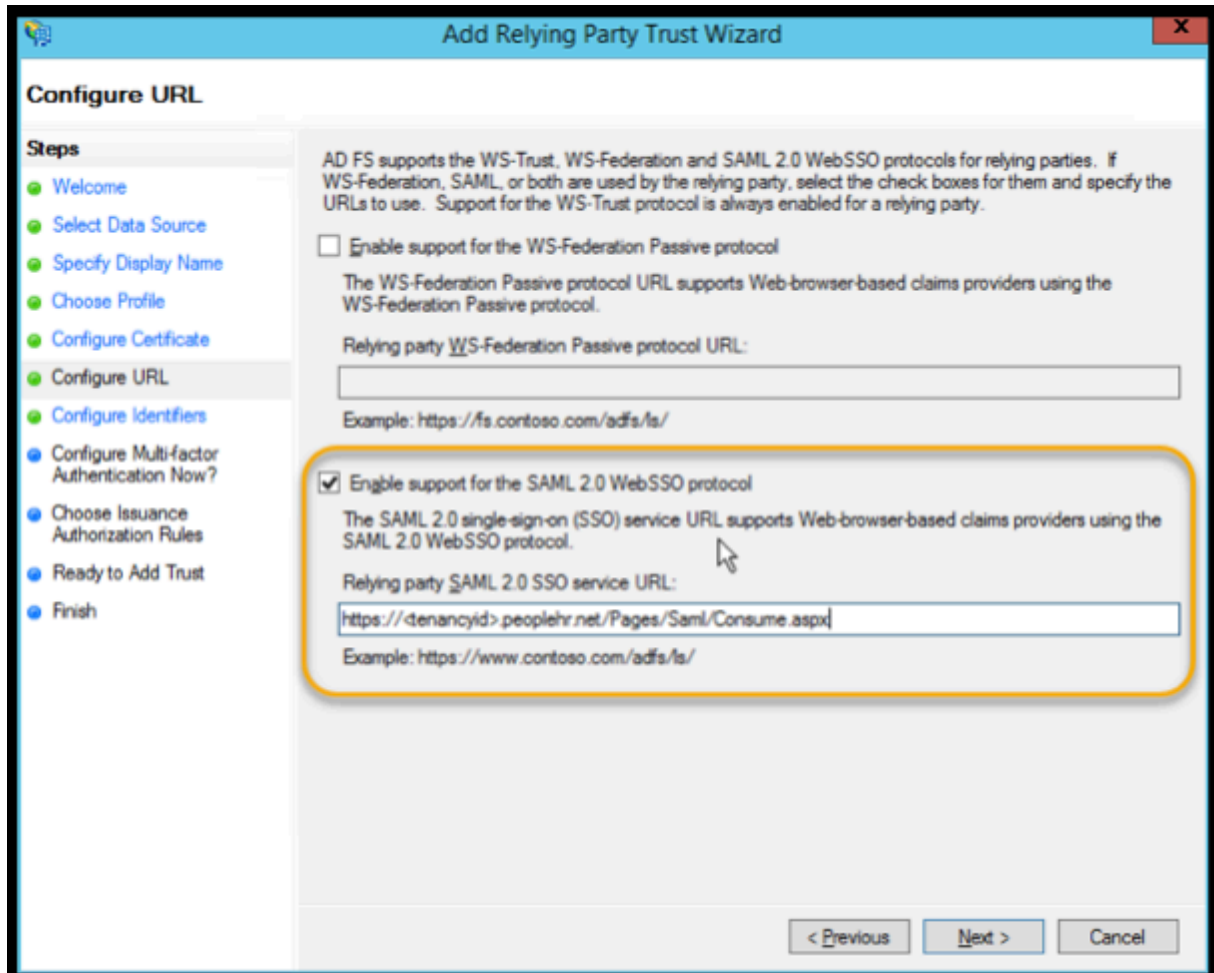 Add Relying Party Trust Wizard
X
Configure URL
Steps
Welcome
Select Data Source
Specify Display Name
Choose Profile
Configure Certificate
Configure URL
Configure Identifiers
Configure Multi-factor
Authentication Now?
Choose Issuance
Authorization Rules
Ready to Add Trust
Finish
AD FS supports the WS-Trust, WS-Federation and SAML 2.0 WebSSO protocols for relying parties. If
WS-Federation, SAML, or both are used by the relying party, select the check boxes for them and specify the
URLs to use. Support for the WS-Trust protocol is always enabled for a relying party.
Enable support for the WS-Federation Passive protocol
The WS-Federation Passive protocol URL supports Web-browser-based claims providers using the
WS-Federation Passive protocol.
Relying party WS-Federation Passive protocol URL:
Example: https://fs.contoso.com/adfs/ls/
Enable support for the SAML 2.0 WebSSO protocol
The SAML 2.0 single-sign-on (SSO) service URL supports Web-browser-based claims providers using the
SAML 2.0 WebSSO protocol.
Relying party SAML 2.0 SSO service URL:
https://<tenancyid>.peoplehr.net/Pages/Saml/Consume.aspx
Example: https://www.contoso.com/adfs/ls/
< Previous
Next >
Cancel